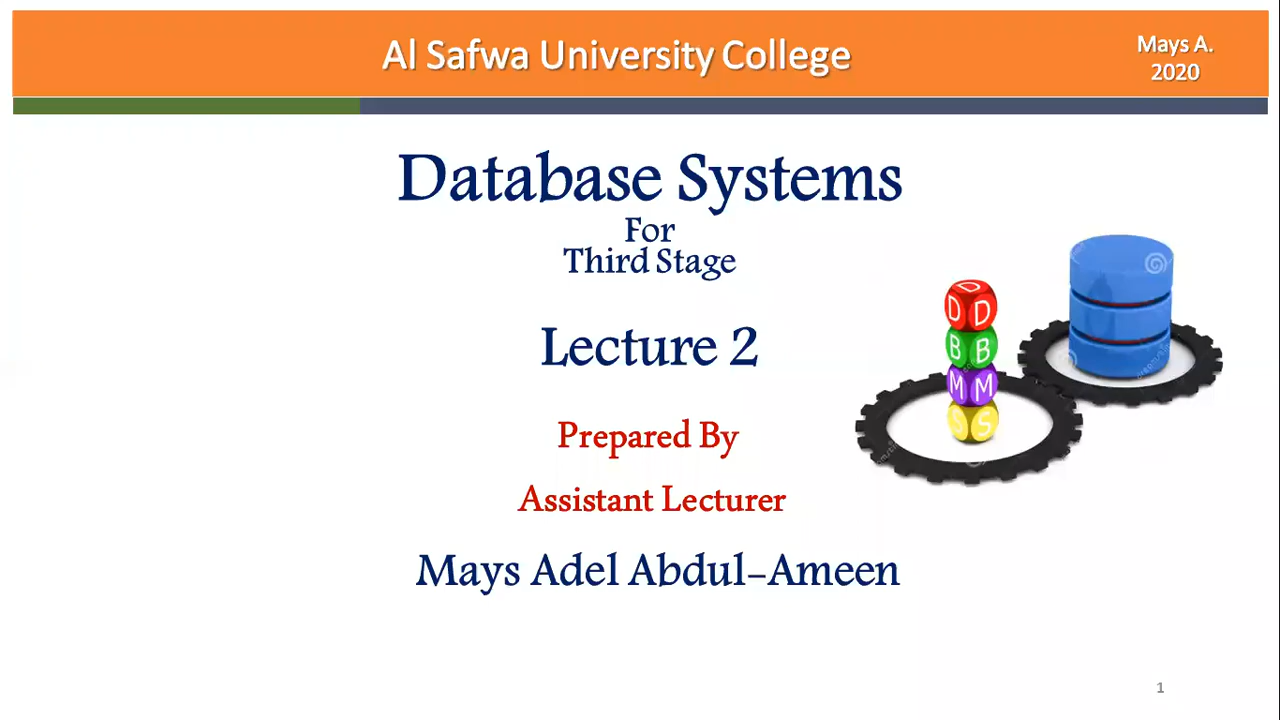 Al Safwa University College
Mays A.
2020
Database Systems
For
Third Stage
Lecture 2
D D D
B B
M M
S S
Prepared By
Assistant Lecturer
Mays Adel Abdul-Ameen
1